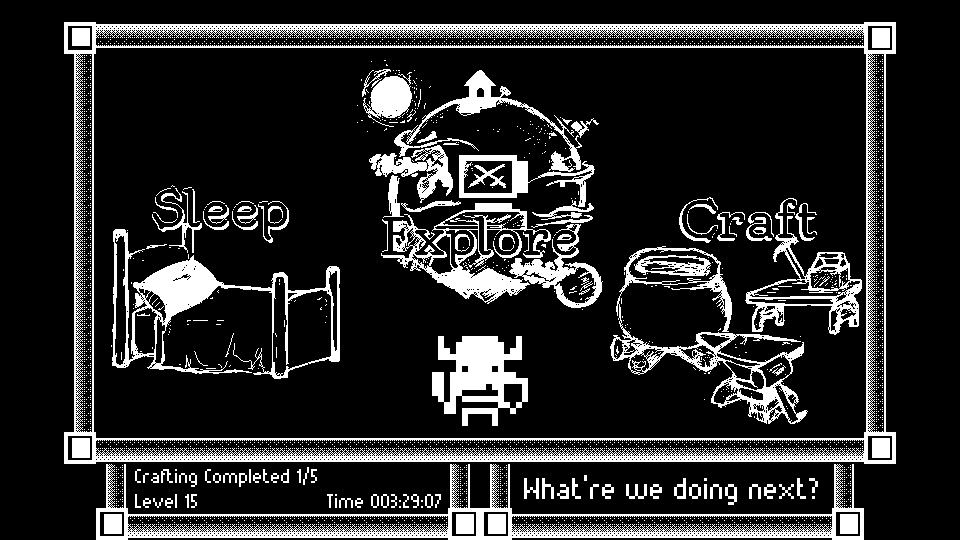 Sleep
Explore
Craft
Crafting Completed 1/5
Level 15
Time 003:29:07
What're we doing next?